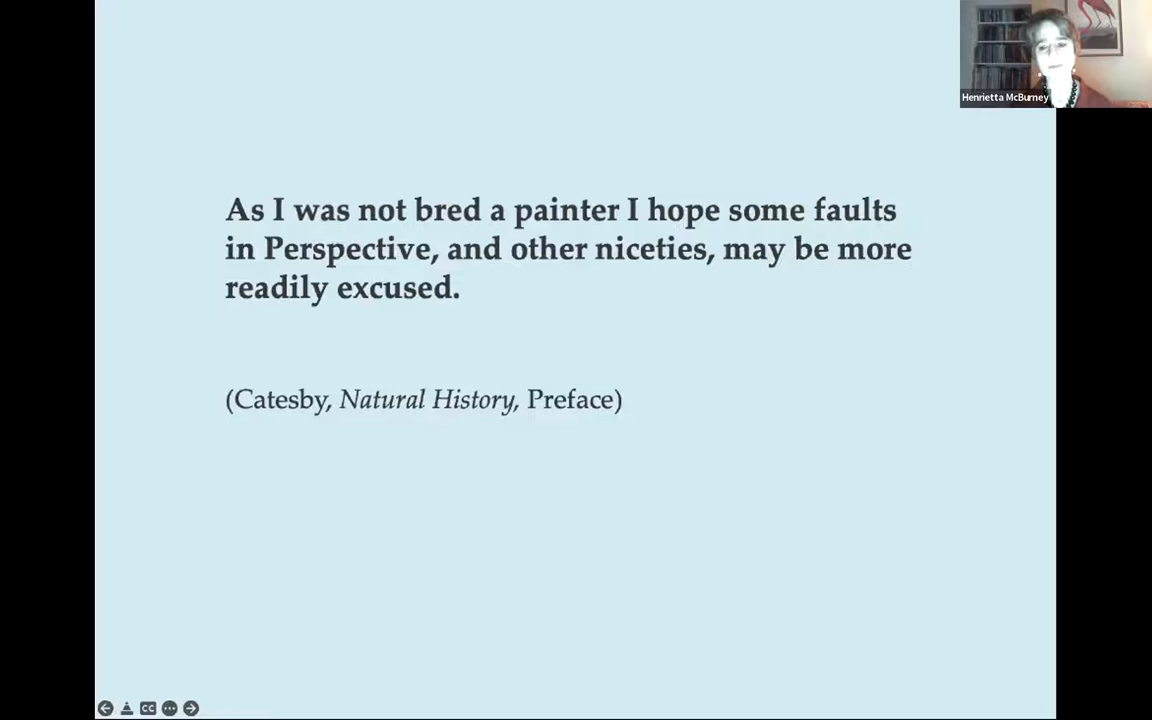 Henrietta McBurney
As I was not bred a painter I hope some faults
in Perspective, and other niceties, may be more
readily excused.
(Catesby, Natural History, Preface)
CC